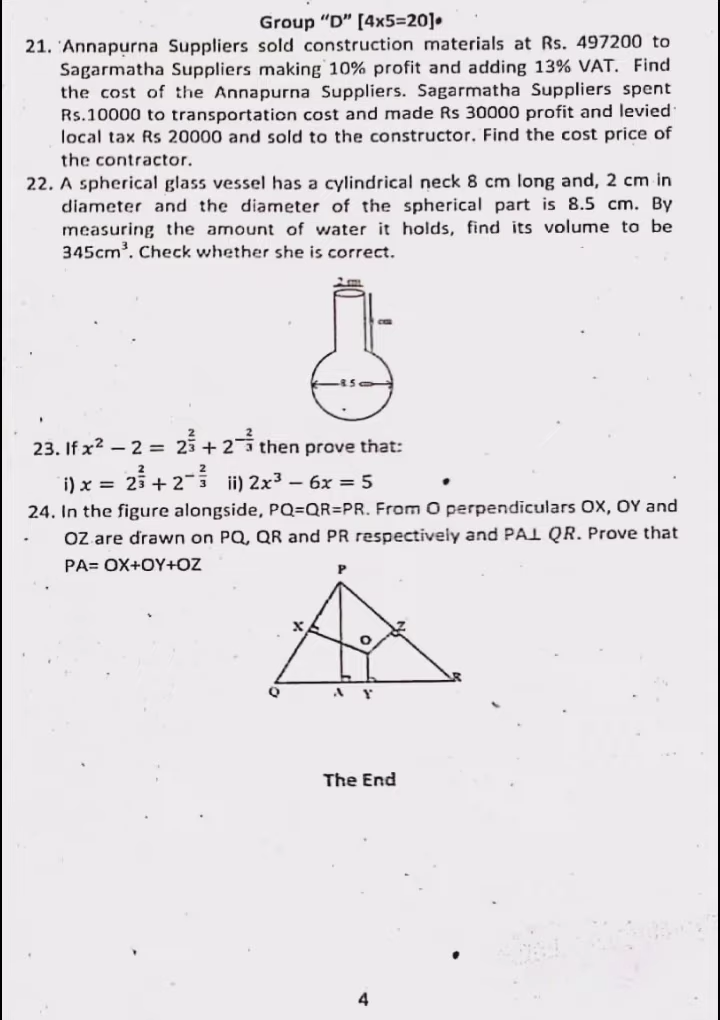 Group "D" [4x5=20]
21. Annapurna Suppliers sold construction materials at Rs. 497200 to
Sagarmatha Suppliers making 10% profit and adding 13% VAT. Find
the cost of the Annapurna Suppliers. Sagarmatha Suppliers spent
Rs.10000 to transportation cost and made Rs 30000 profit and levied
local tax Rs 20000 and sold to the constructor. Find the cost price of
the contractor.
22. A spherical glass vessel has a cylindrical neck 8 cm long and, 2 cm in
diameter and the diameter of the spherical part is 8.5 cm. By
measuring the amount of water it holds, find its volume to be
345cm³. Check whether she is correct.
2 cm
cm
8.5 cm
23. If x² – 2 = 2^(2/3) + 2^(-2/3) then prove that:
i) x = 2^(2/3) + 2^(-2/3) ii) 2x³ – 6x = 5
24. In the figure alongside, PQ=QR=PR. From O perpendiculars OX, OY and
OZ are drawn on PQ, QR and PR respectively and PA⊥ QR. Prove that
PA= OX+OY+OZ
P
X O Z
Q A Y R
The End
4